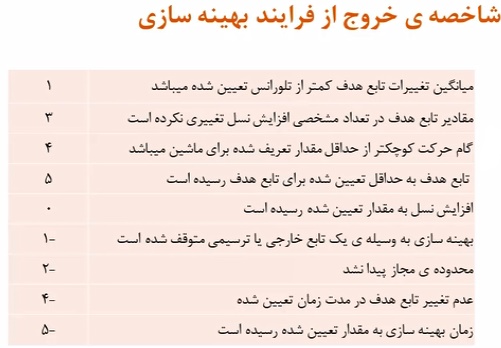 شاخصه ی خروج از فرایند بهینه سازی
میانگین تغییرات تابع هدف کمتر از تلورانس تعیین شده میباشد ۱
مقادیر تابع هدف در تعداد مشخصی افزایش نسل تغییری نکرده است ۳
گام حرکت کوچکتر از حداقل مقدار تعریف شده برای ماشین میباشد ۴
تابع هدف به حداقل تعیین شده برای تابع هدف رسیده است ۵
افزایش نسل به مقدار تعیین شده رسیده است ۰
بهینه سازی به وسیله ی یک تابع خارجی یا ترسیمی متوقف شده است ۱-
محدوده ی مجاز پیدا نشد ۲-
عدم تغییر تابع هدف در مدت زمان تعیین شده ۴-
زمان بهینه سازی به مقدار تعیین شده رسیده است ۵-